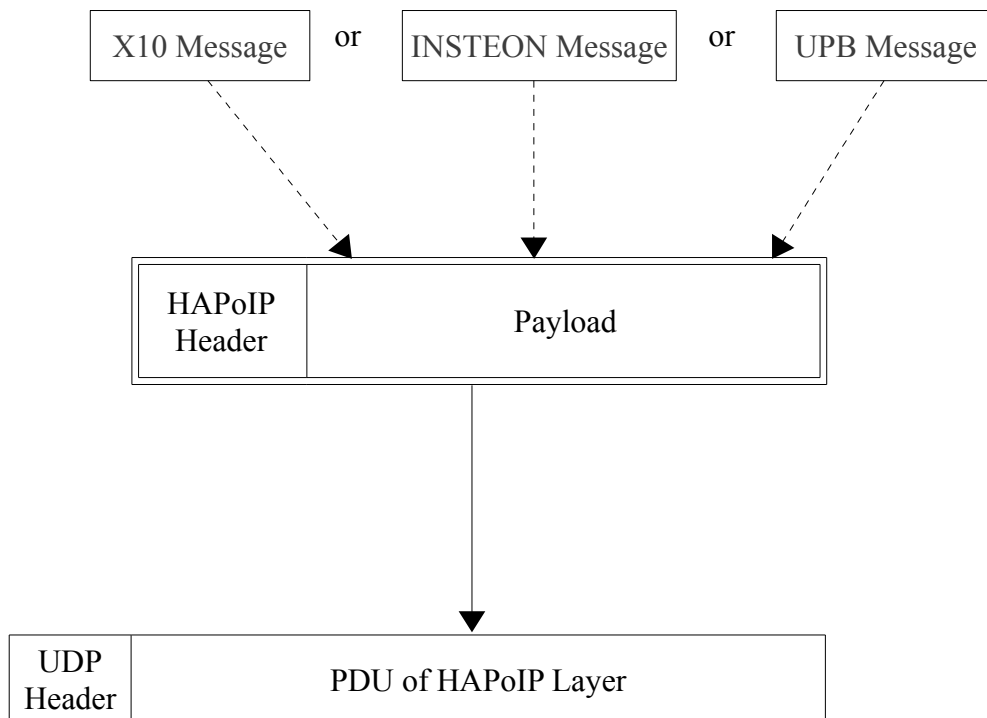 X10 Message or INSTEON Message or UPB Message
HAPoIP
Header
Payload
UDP
Header
PDU of HAPoIP Layer